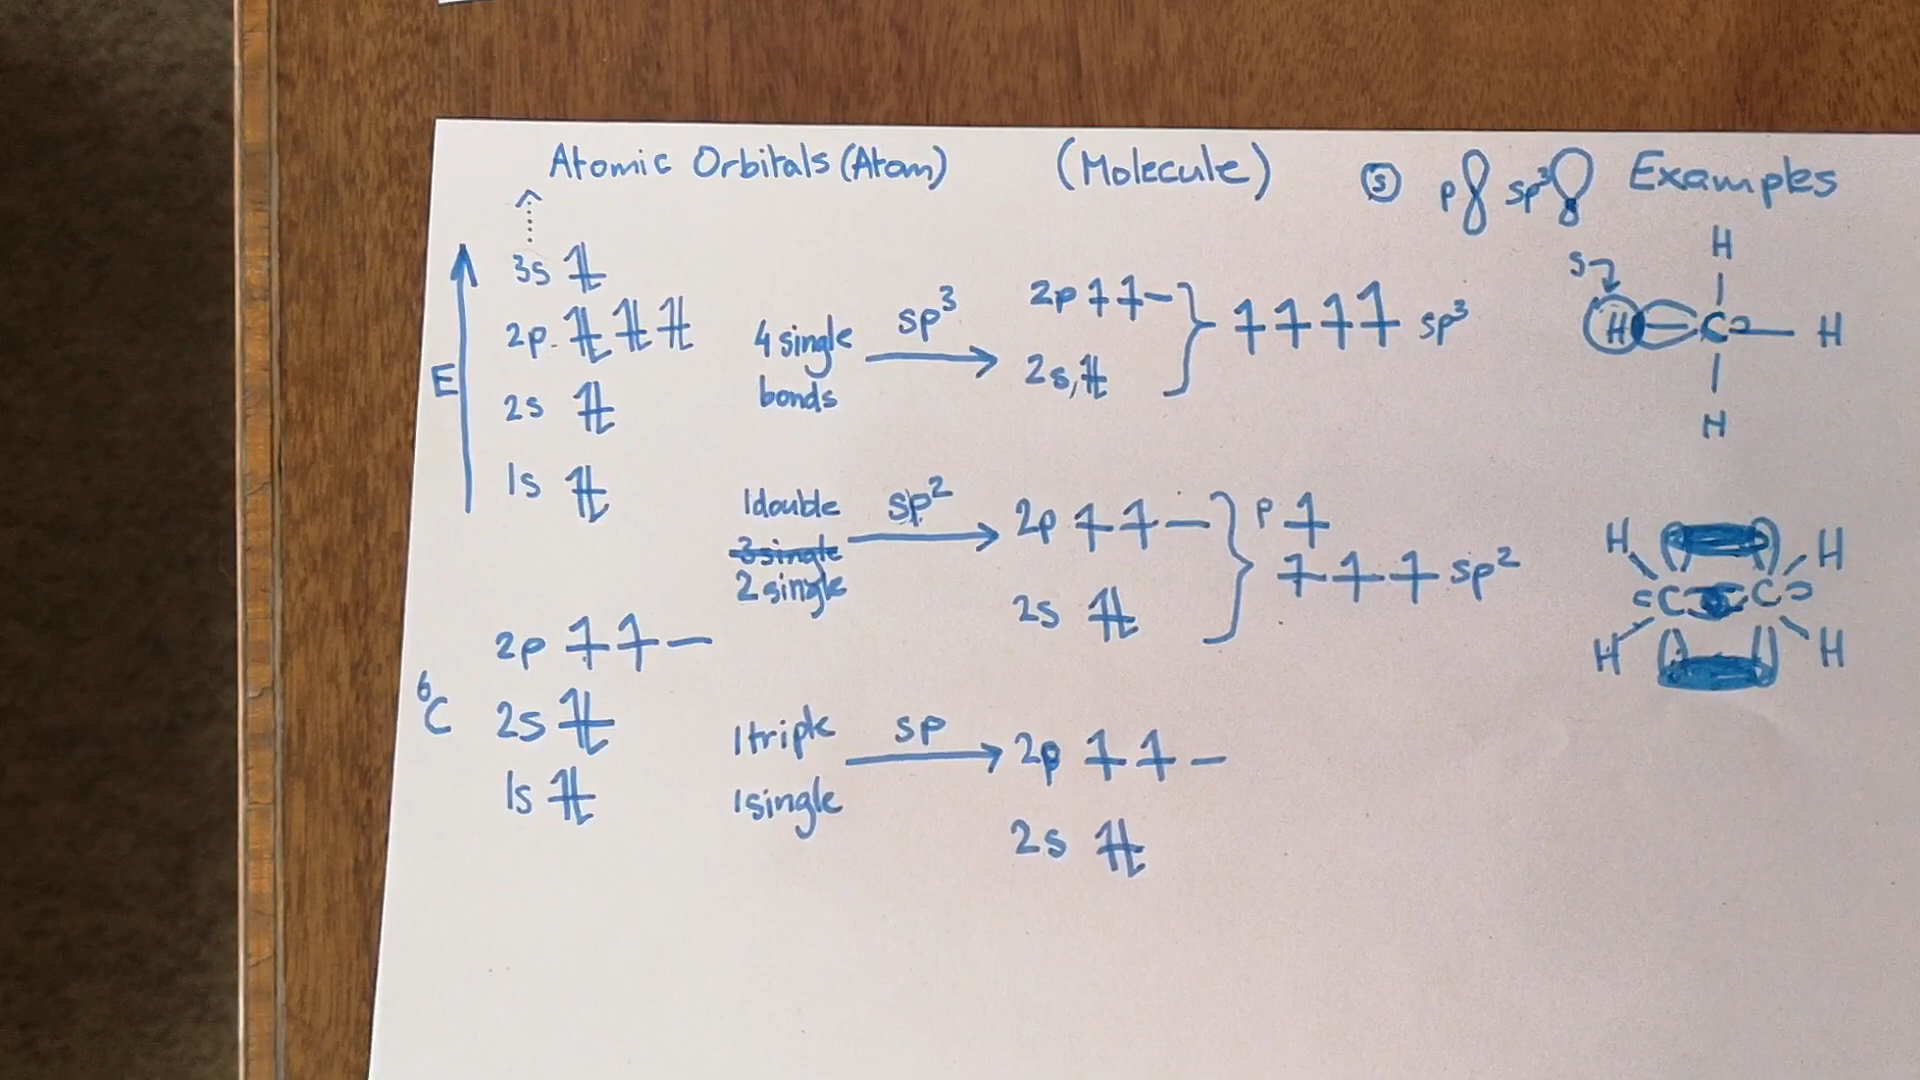 Atomic Orbitals (Atom) (Molecule) s p sp³ Examples
3s
2p
2s
1s
E
4 single
bonds
sp³
2p
2s
sp³
H
s
H C H
H
1 double
3 single
2 single
sp²
2p
2s
p
sp²
H H
C C
H H
⁶C
2p
2s
1s
1 triple
1 single
sp
2p
2s